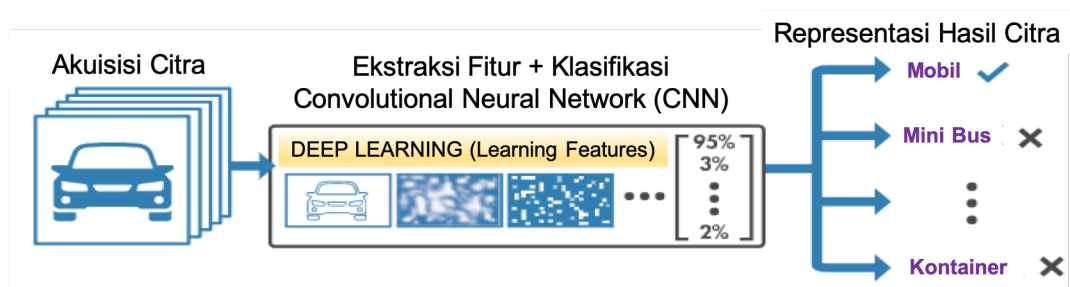 Akuisisi Citra
Ekstraksi Fitur + Klasifikasi
Convolutional Neural Network (CNN)
DEEP LEARNING (Learning Features)
95%
3%
2%
Representasi Hasil Citra
Mobil
Mini Bus
Kontainer